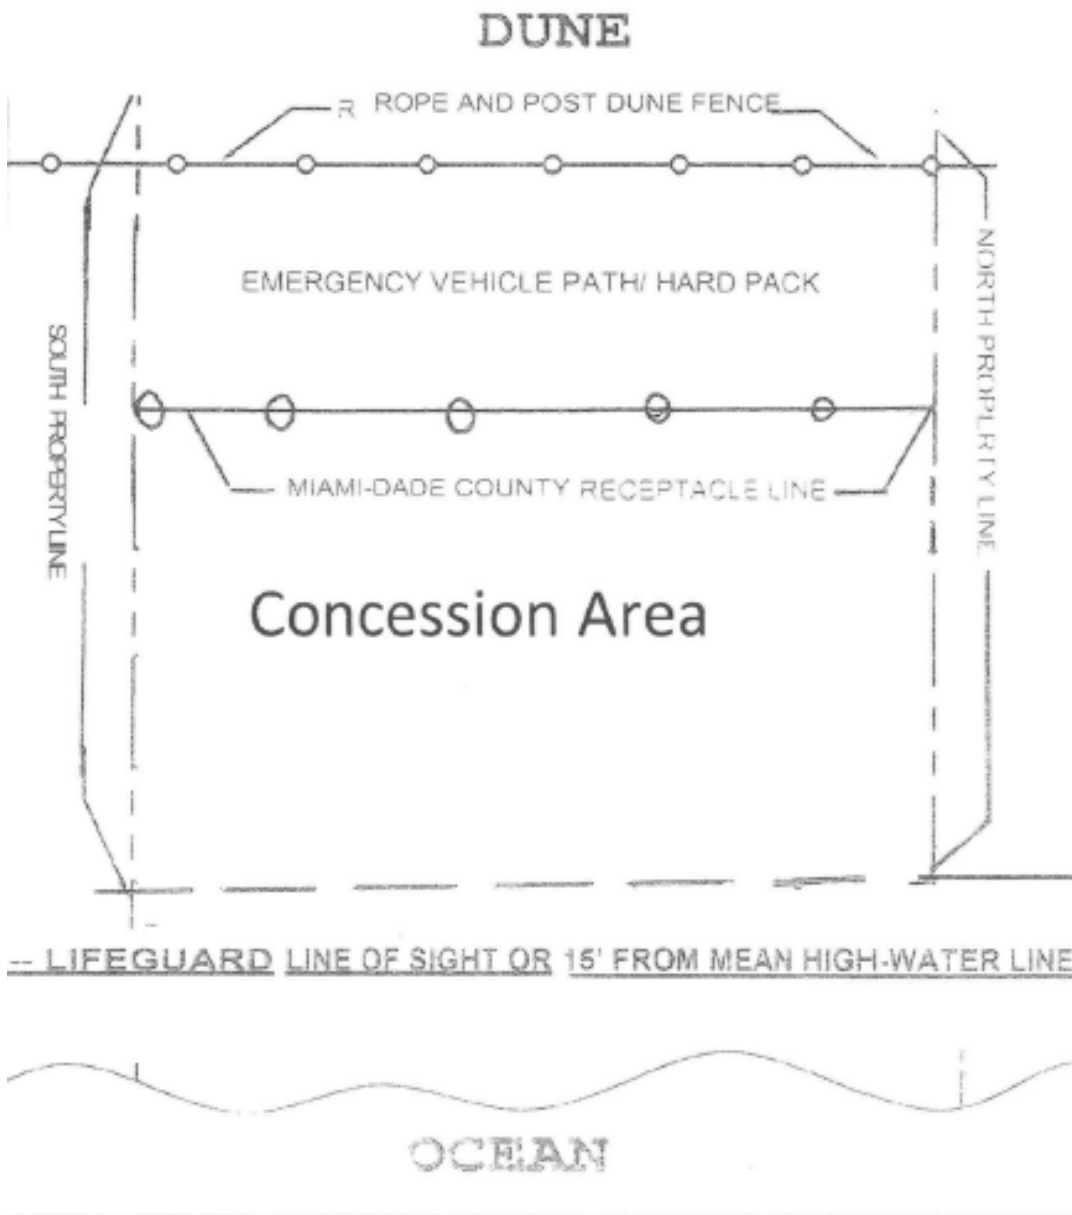 DUNE
R ROPE AND POST DUNE FENCE
EMERGENCY VEHICLE PATH/ HARD PACK
SOUTH PROPERTY LINE
NORTH PROPLRTY LINE
MIAMI-DADE COUNTY RECEPTACLE LINE
Concession Area
-- LIFEGUARD LINE OF SIGHT OR 15' FROM MEAN HIGH-WATER LINE
OCEAN